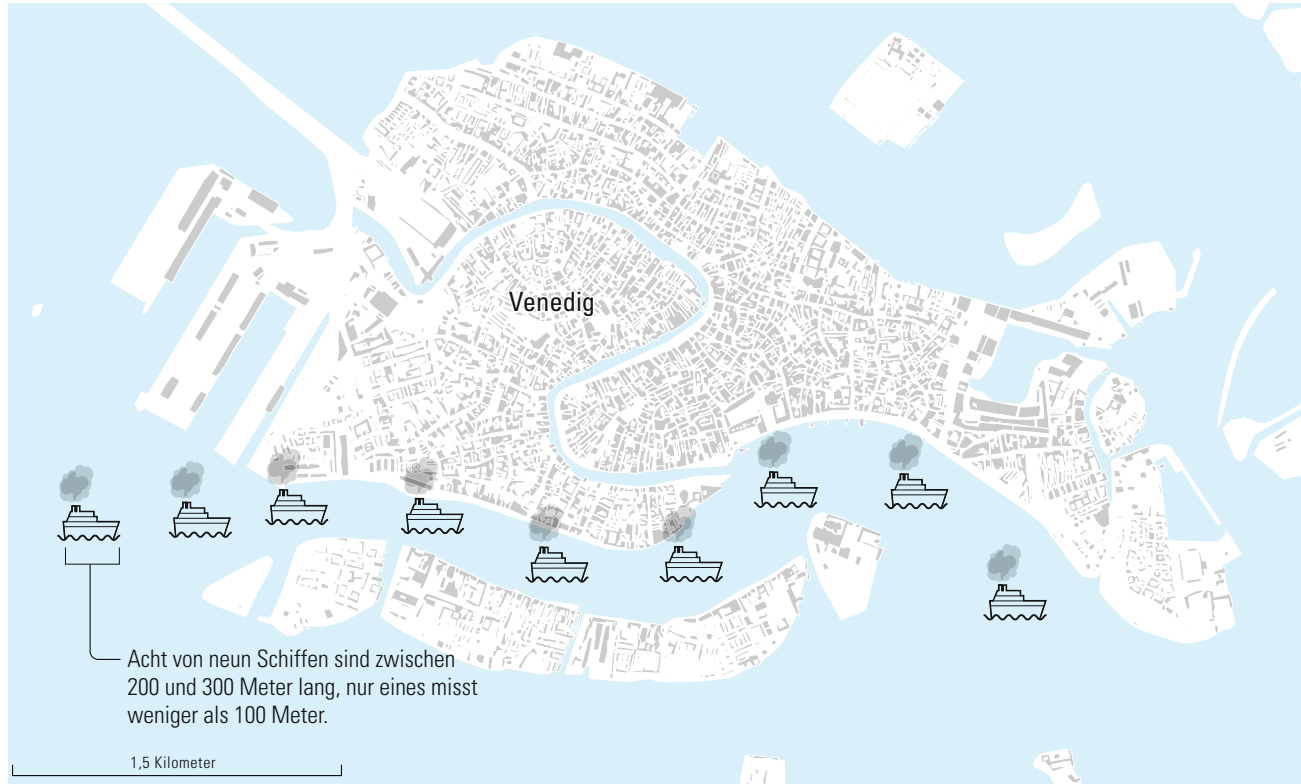 Venedig
Acht von neun Schiffen sind zwischen
200 und 300 Meter lang, nur eines misst
weniger als 100 Meter.
1,5 Kilometer